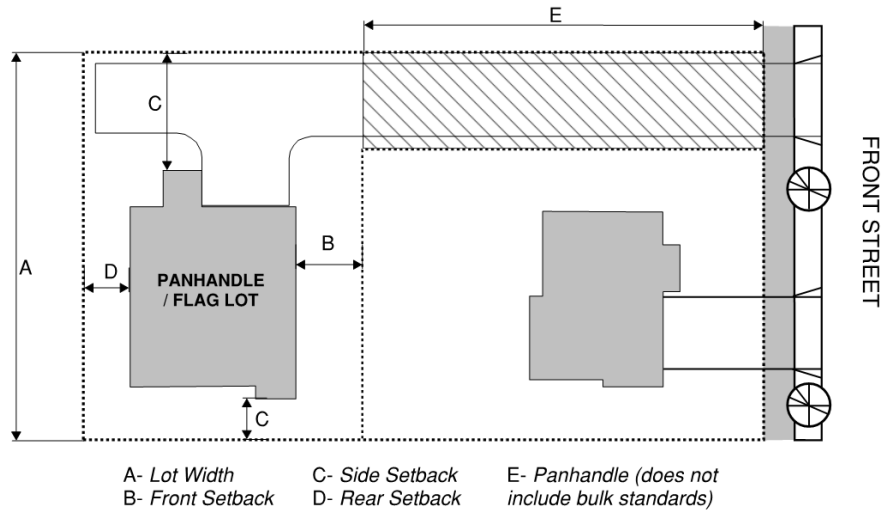 E
C
B
A
D
PANHANDLE
/ FLAG LOT
C
FRONT STREET
A- Lot Width
B- Front Setback
C- Side Setback
D- Rear Setback
E- Panhandle (does not
include bulk standards)